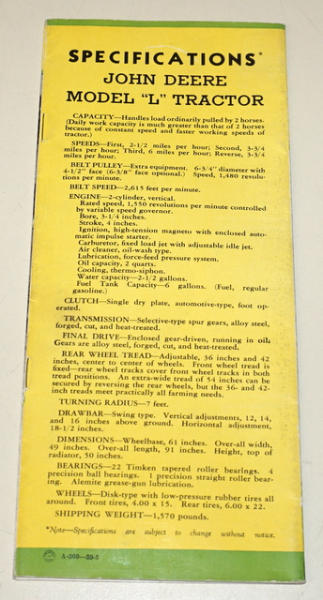 SPECIFICATIONS*
JOHN DEERE
MODEL "L" TRACTOR
CAPACITY—Handles load ordinarily pulled by 2 horses.
(Daily work capacity is much greater than that of 2 horses
because of constant speed and faster working speeds of
tractor.)
SPEEDS—First, 2-1/2 miles per hour; Second, 3-3/4
miles per hour; Third, 6 miles per hour; Reverse, 3-3/4
miles per hour.
BELT PULLEY—Extra equipment. 6-3/4" diameter with
4-1/2" face (6-3/8" face optional.) Speed, 1,480 revolu-
tions per minute.
BELT SPEED—2,615 feet per minute.
ENGINE—2-cylinder, vertical.
Rated speed, 1,550 revolutions per minute controlled
by variable speed governor.
Bore, 3-1/4 inches.
Stroke, 4 inches.
Ignition, high-tension magneto with enclosed auto-
matic impulse starter.
Carburetor, fixed load jet with adjustable idle jet.
Air cleaner, oil-wash type.
Lubrication, force-feed pressure system.
Oil capacity, 2 quarts.
Cooling, thermo-siphon.
Water capacity—2-1/2 gallons.
Fuel Tank Capacity—6 gallons. (Fuel, regular
gasoline.)
CLUTCH—Single dry plate, automotive-type, foot op-
erated.
TRANSMISSION—Selective-type spur gears, alloy steel,
forged, cut, and heat-treated.
FINAL DRIVE—Enclosed gear-driven, running in oil.
Gears are alloy steel, forged, cut, and heat-treated.
REAR WHEEL TREAD—Adjustable, 36 inches and 42
inches, center to center of wheels. Front wheel tread is
fixed—rear wheel tracks cover front wheel tracks in both
tread positions. An extra-wide tread of 54 inches can be
secured by reversing the rear wheels, but the 36- and 42-
inch treads meet practically all farming needs.
TURNING RADIUS—7 feet.
DRAWBAR—Swing type. Vertical adjustments, 12, 14,
and 16 inches above ground. Horizontal adjustment,
18-1/2 inches.
DIMENSIONS—Wheelbase, 61 inches. Over-all width,
49 inches. Over-all length, 91 inches. Height, top of
radiator, 50 inches.
BEARINGS—22 Timken tapered roller bearings. 4
precision ball bearings. 1 precision straight roller bear-
ing. Alemite grease-gun lubrication.
WHEELS—Disk-type with low-pressure rubber tires all
around. Front tires, 4.00 x 15. Rear tires, 6.00 x 22.
SHIPPING WEIGHT—1,570 pounds.
*Note—Specifications are subject to change without notice.